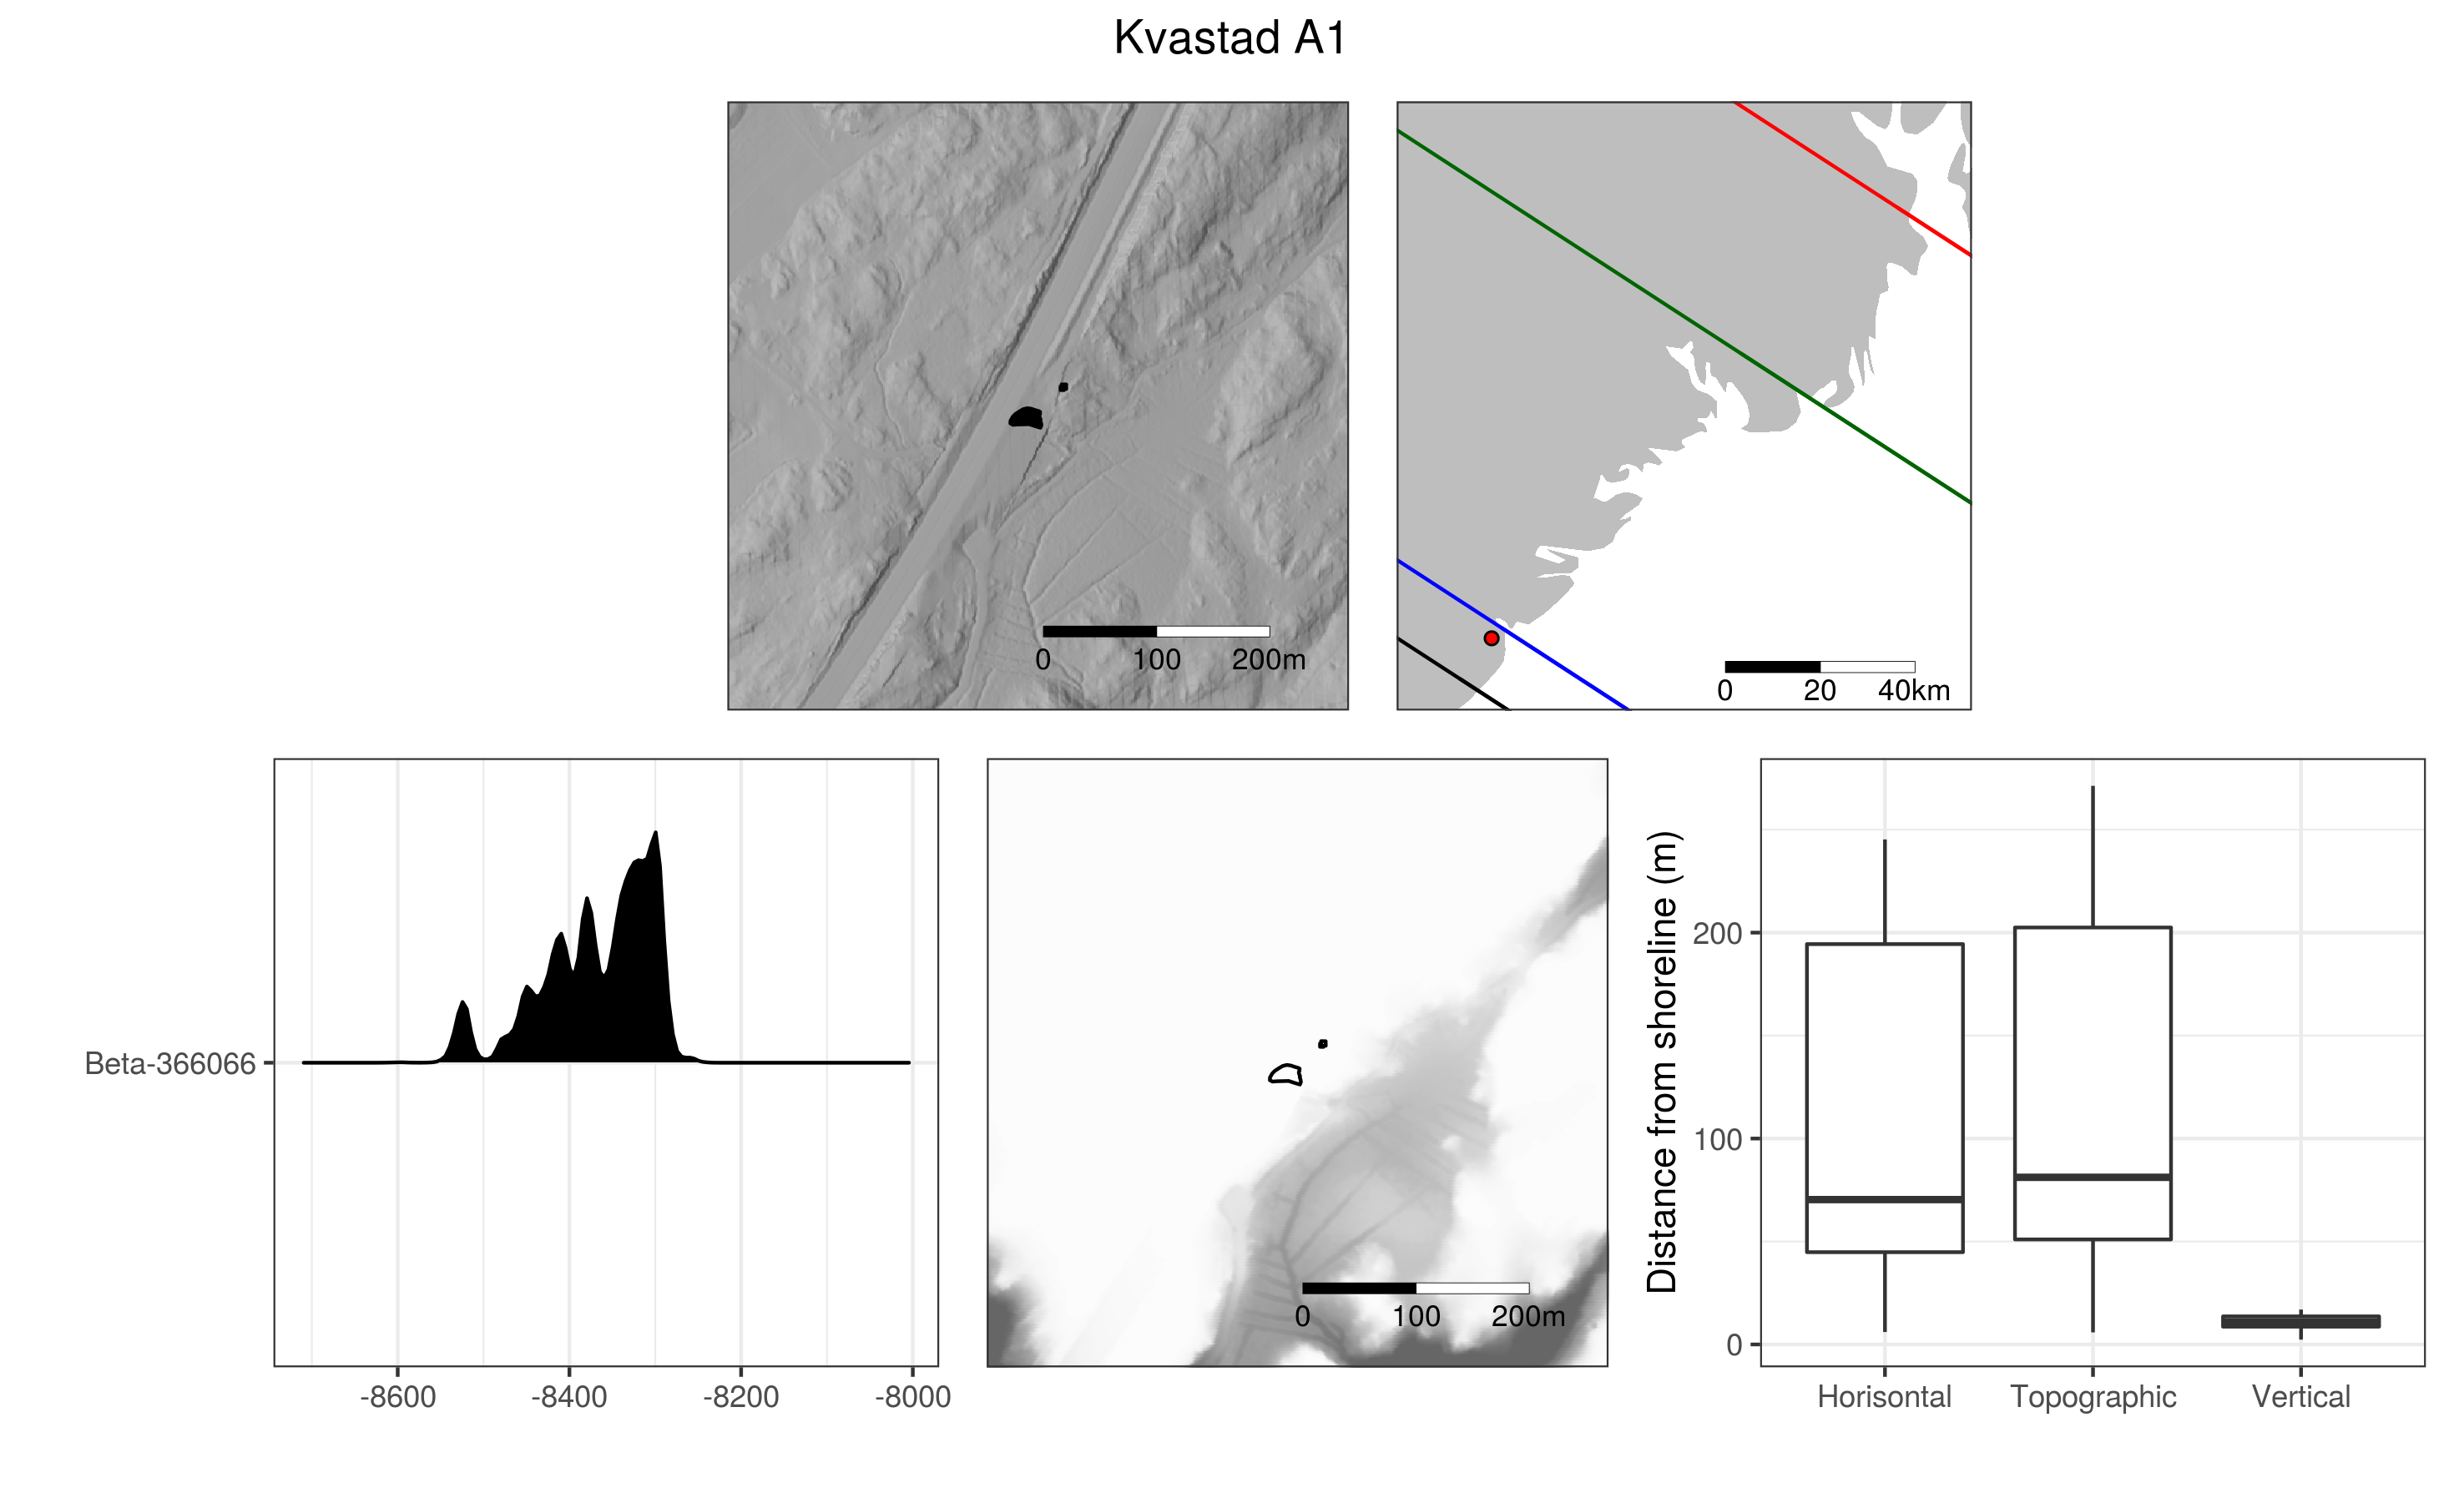 Kvastad A1
0 100 200m
0 20 40km
Beta-366066
-8600 -8400 -8200 -8000
0 100 200m
Distance from shoreline (m)
200
100
0
Horisontal Topographic Vertical